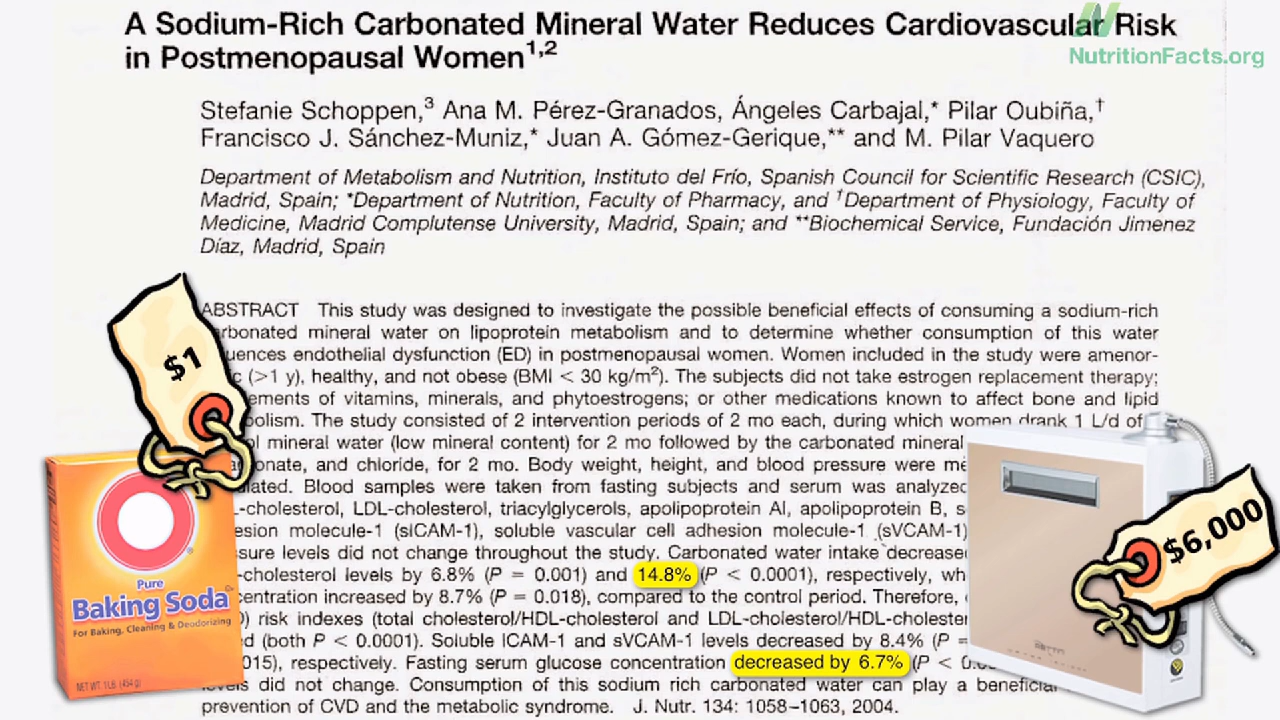 A Sodium-Rich Carbonated Mineral Water Reduces Cardiovascular Risk
in Postmenopausal Women1,2
NutritionFacts.org
Stefanie Schoppen,3 Ana M. Pérez-Granados, Ángeles Carbajal,* Pilar Oubiña,†
Francisco J. Sánchez-Muniz,* Juan A. Gómez-Gerique,** and M. Pilar Vaquero
Department of Metabolism and Nutrition, Instituto del Frío, Spanish Council for Scientific Research (CSIC),
Madrid, Spain; *Department of Nutrition, Faculty of Pharmacy, and †Department of Physiology, Faculty of
Medicine, Madrid Complutense University, Madrid, Spain; and **Biochemical Service, Fundación Jimenez
Díaz, Madrid, Spain
ABSTRACT This study was designed to investigate the possible beneficial effects of consuming a sodium-rich
carbonated mineral water on lipoprotein metabolism and to determine whether consumption of this water
uences endothelial dysfunction (ED) in postmenopausal women. Women included in the study were amenor-
c (>1 y), healthy, and not obese (BMI < 30 kg/m2). The subjects did not take estrogen replacement therapy;
ements of vitamins, minerals, and phytoestrogens; or other medications known to affect bone and lipid
bolism. The study consisted of 2 intervention periods of 2 mo each, during which women drank 1 L/d of
ol mineral water (low mineral content) for 2 mo followed by the carbonated mineral
onate, and chloride, for 2 mo. Body weight, height, and blood pressure were me
ulated. Blood samples were taken from fasting subjects and serum was analyzed
L-cholesterol, LDL-cholesterol, triacylglycerols, apolipoprotein AI, apolipoprotein B, s
esion molecule-1 (sICAM-1), soluble vascular cell adhesion molecule-1 (sVCAM-1)
sure levels did not change throughout the study. Carbonated water intake decreased
-cholesterol levels by 6.8% (P = 0.001) and 14.8% (P < 0.0001), respectively, wh
centration increased by 8.7% (P = 0.018), compared to the control period. Therefore,
) risk indexes (total cholesterol/HDL-cholesterol and LDL-cholesterol/HDL-cholester
d (both P < 0.0001). Soluble ICAM-1 and sVCAM-1 levels decreased by 8.4% (P =
015), respectively. Fasting serum glucose concentration decreased by 6.7% (P < 0.
levels did not change. Consumption of this sodium rich carbonated water can play a beneficial
prevention of CVD and the metabolic syndrome. J. Nutr. 134: 1058–1063, 2004.
$1
Pure
Baking Soda
For Baking, Cleaning & Deodorizing
NET WT. 1 LB. (454 g)
$6,000